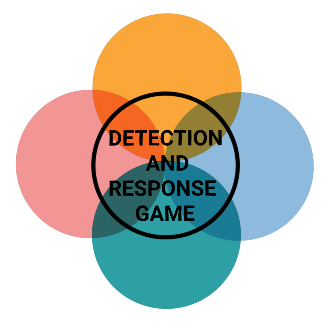 DETECTION
AND
RESPONSE
GAME